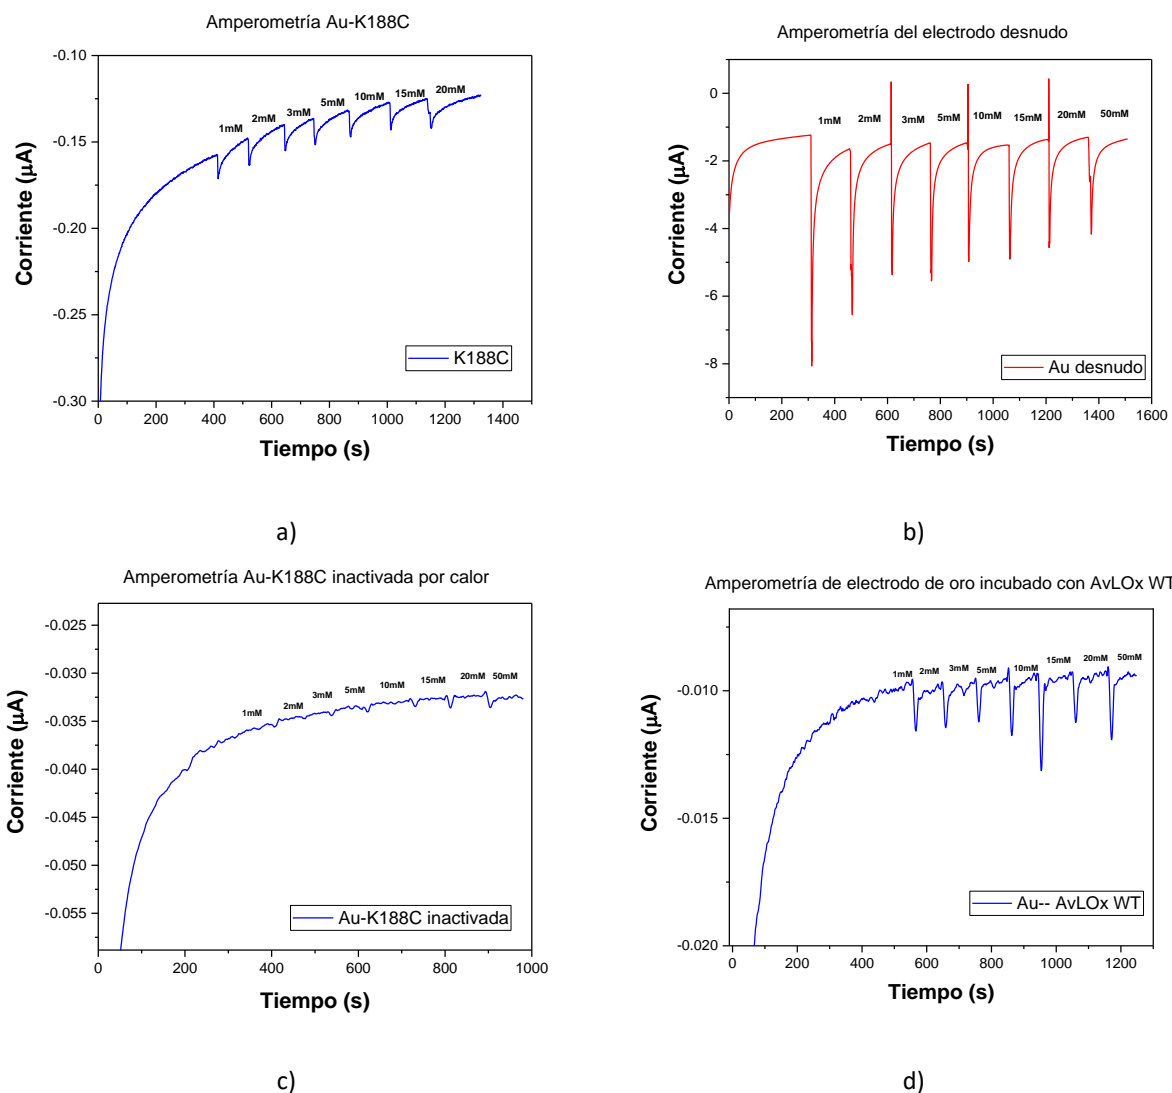 Amperometría Au-K188C
-0.10
-0.15
-0.20
-0.25
-0.30
Corriente (µA)
1mM 2mM 3mM 5mM 10mM 15mM 20mM
K188C
0 200 400 600 800 1000 1200 1400
Tiempo (s)
a)
Amperometría del electrodo desnudo
0
-2
-4
-6
-8
Corriente (µA)
1mM 2mM 3mM 5mM 10mM 15mM 20mM 50mM
Au desnudo
0 200 400 600 800 1000 1200 1400 1600
Tiempo (s)
b)
Amperometría Au-K188C inactivada por calor
-0.025
-0.030
-0.035
-0.040
-0.045
-0.050
-0.055
Corriente (µA)
1mM 2mM 3mM 5mM 10mM 15mM 20mM 50mM
Au-K188C inactivada
0 200 400 600 800 1000
Tiempo (s)
c)
Amperometría de electrodo de oro incubado con AvLOx WT
-0.010
-0.015
-0.020
Corriente (µA)
1mM 2mM 3mM 5mM 10mM 15mM 20mM 50mM
Au-- AvLOx WT
0 200 400 600 800 1000 1200
Tiempo (s)
d)